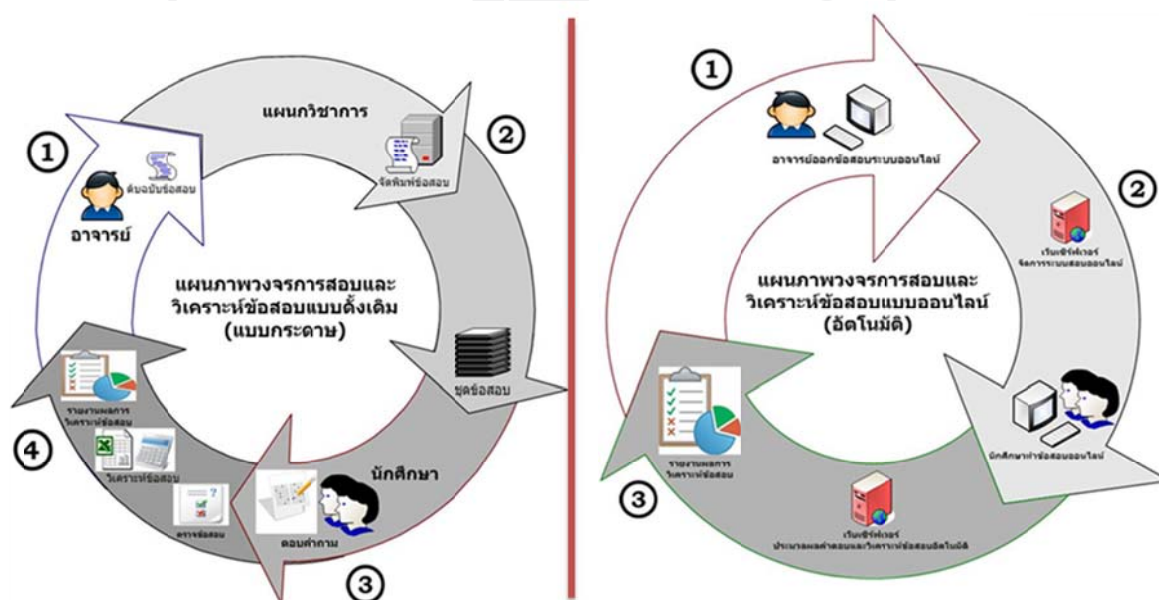 แผนกวิชาการ
1
2
ต้นฉบับข้อสอบ
จัดพิมพ์ข้อสอบ
อาจารย์
แผนภาพวงจรการสอบและ
วิเคราะห์ข้อสอบแบบดั้งเดิม
(แบบกระดาษ)
ชุดข้อสอบ
รายงานผลการ
วิเคราะห์ข้อสอบ
4
วิเคราะห์ข้อสอบ
นักศึกษา
ตรวจข้อสอบ
ตอบคำถาม
3
1
อาจารย์ออกข้อสอบระบบออนไลน์
2
เว็บเซิร์ฟเวอร์
จัดการระบบสอบออนไลน์
แผนภาพวงจรการสอบและ
วิเคราะห์ข้อสอบแบบออนไลน์
(อัตโนมัติ)
นักศึกษาทำข้อสอบออนไลน์
รายงานผลการ
วิเคราะห์ข้อสอบ
3
เว็บเซิร์ฟเวอร์
ประมวลผลคำตอบและวิเคราะห์ข้อสอบอัตโนมัติ